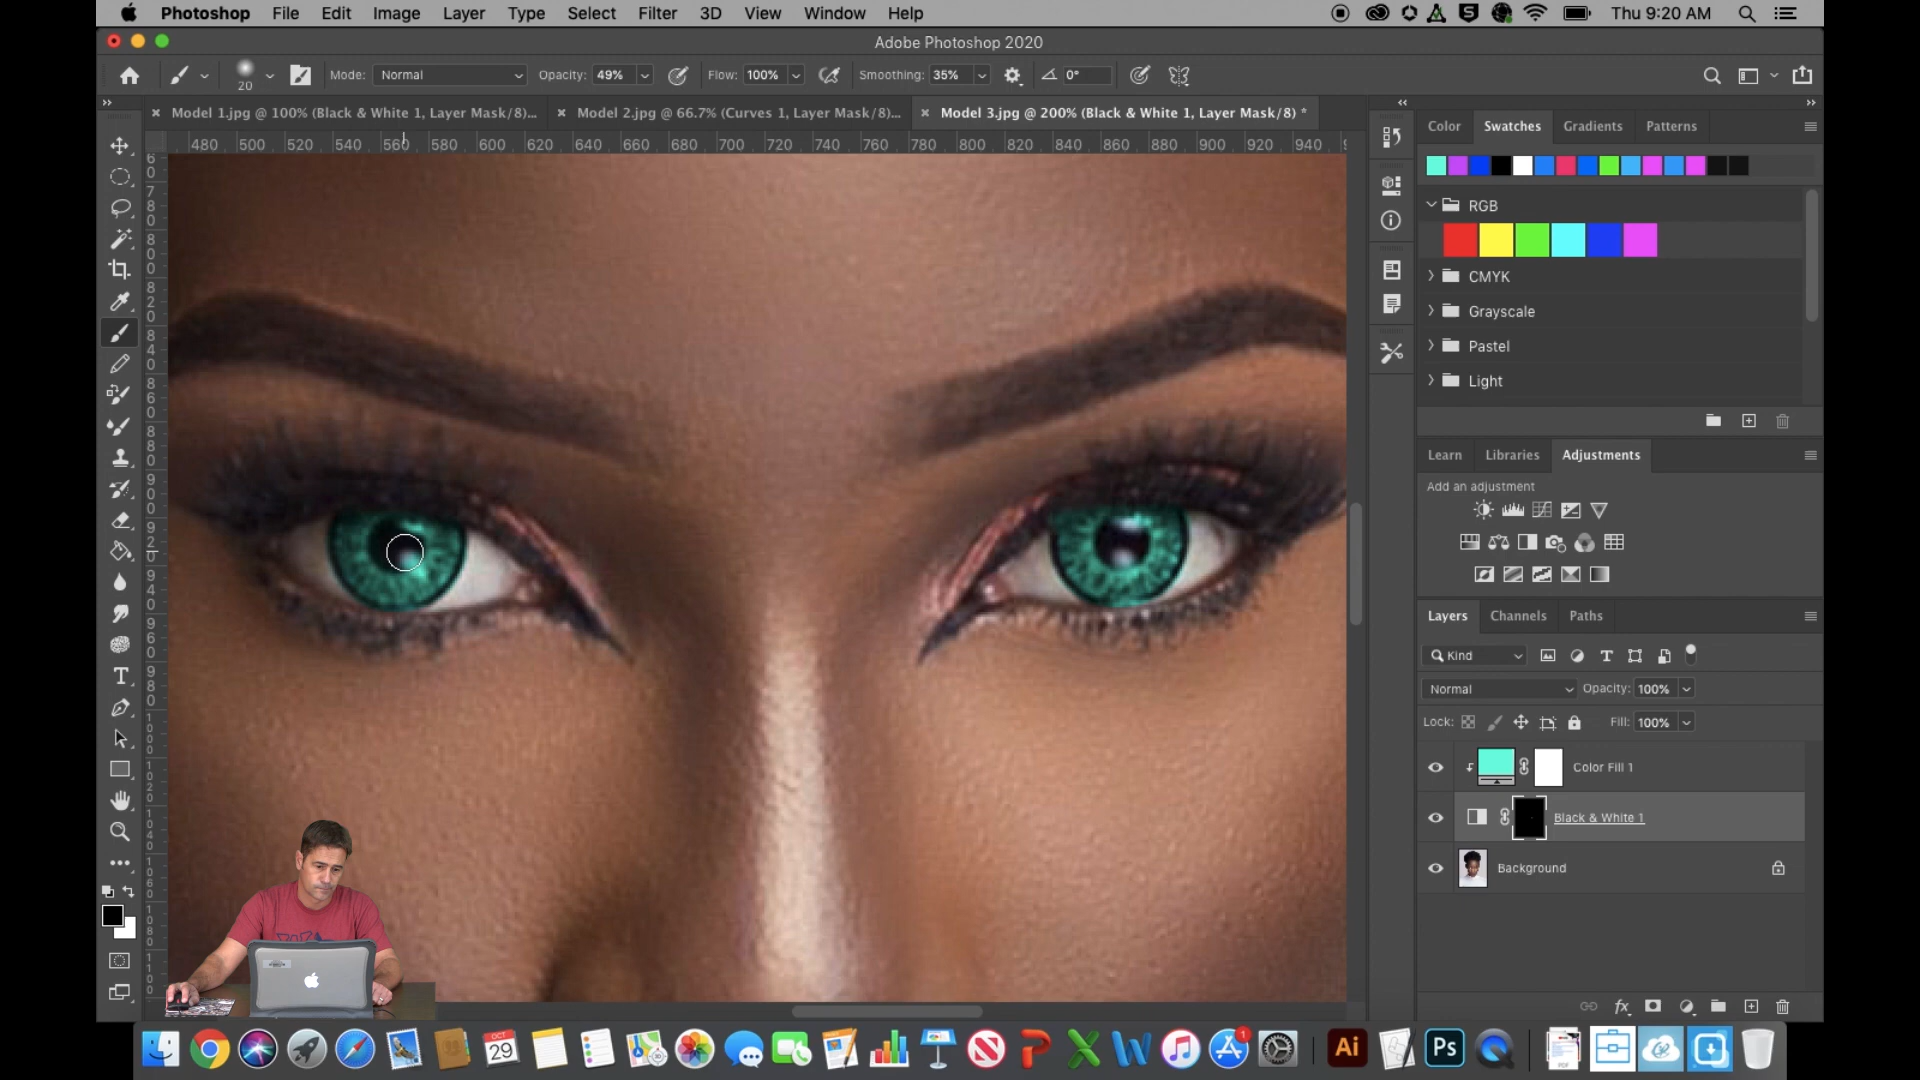 Photoshop File Edit Image Layer Type Select Filter 3D View Window Help Thu 9:20 AM
Adobe Photoshop 2020
20 Mode: Normal Opacity: 49% Flow: 100% Smoothing: 35% 0°
Model 1.jpg @ 100% (Black & White 1, Layer Mask/8)... Model 2.jpg @ 66.7% (Curves 1, Layer Mask/8)... Model 3.jpg @ 200% (Black & White 1, Layer Mask/8) *
480 500 520 540 560 580 600 620 640 660 680 700 720 740 760 780 800 820 840 860 880 900 920 940
Color Swatches Gradients Patterns
RGB
CMYK
Grayscale
Pastel
Light
Learn Libraries Adjustments
Add an adjustment
Layers Channels Paths
Kind
Normal Opacity: 100%
Lock: Fill: 100%
Color Fill 1
Black & White 1
Background
fx
OCT
29
1
Ai
Ps
PDF